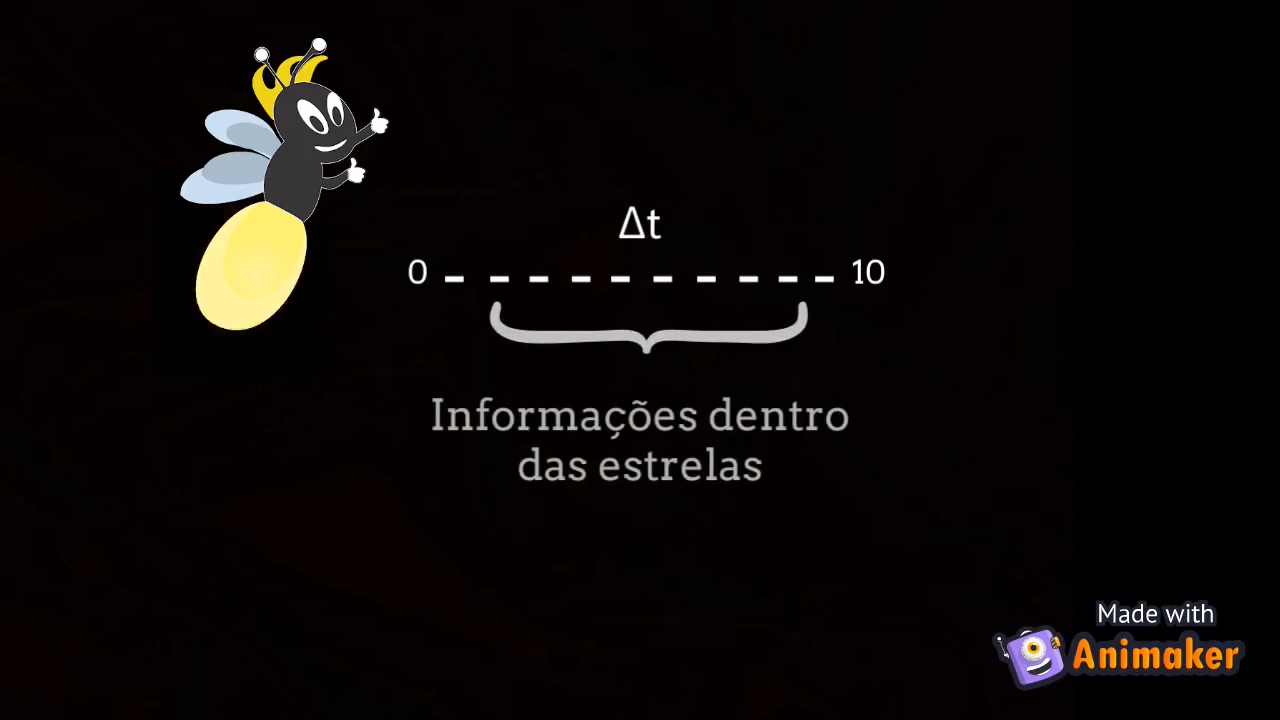 Δt
0 – – – – – – – – – – 10
Informações dentro
das estrelas
Made with
Animaker